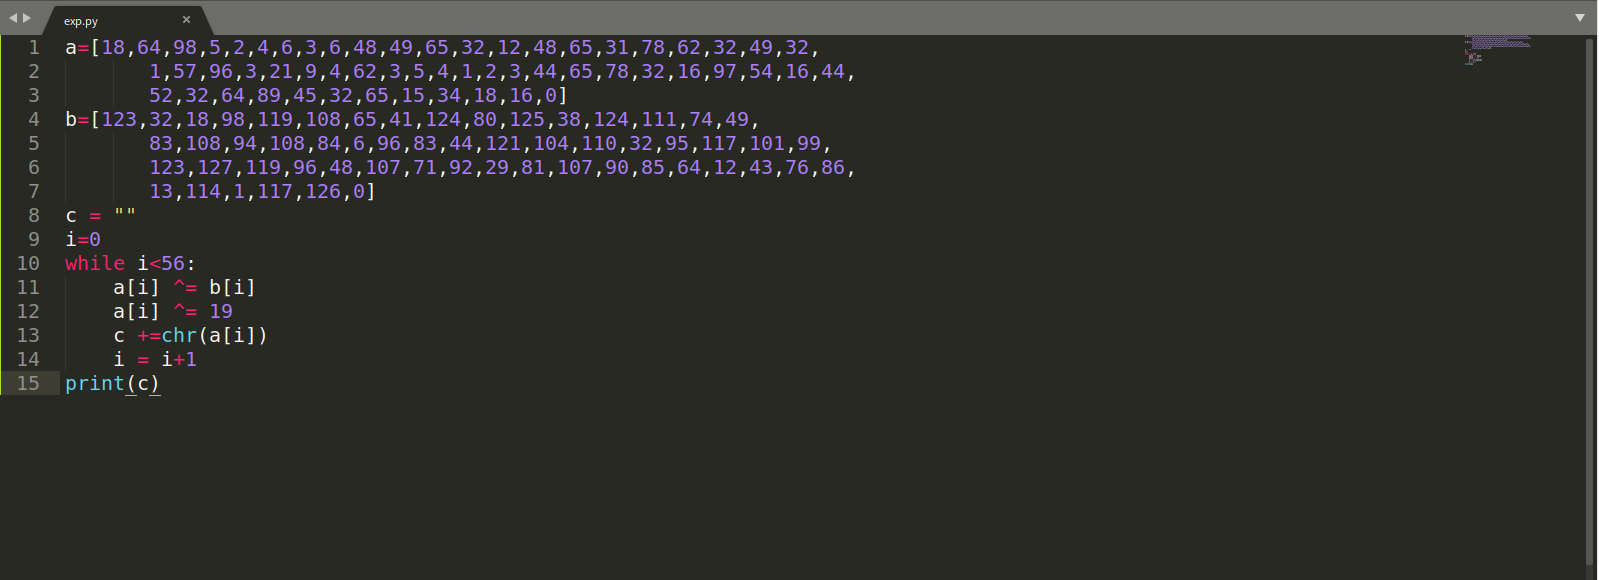 exp.py ×
1 a=[18,64,98,5,2,4,6,3,6,48,49,65,32,12,48,65,31,78,62,32,49,32,
2 1,57,96,3,21,9,4,62,3,5,4,1,2,3,44,65,78,32,16,97,54,16,44,
3 52,32,64,89,45,32,65,15,34,18,16,0]
4 b=[123,32,18,98,119,108,65,41,124,80,125,38,124,111,74,49,
5 83,108,94,108,84,6,96,83,44,121,104,110,32,95,117,101,99,
6 123,127,119,96,48,107,71,92,29,81,107,90,85,64,12,43,76,86,
7 13,114,1,117,126,0]
8 c = ""
9 i=0
10 while i<56:
11 a[i] ^= b[i]
12 a[i] ^= 19
13 c +=chr(a[i])
14 i = i+1
15 print(c)